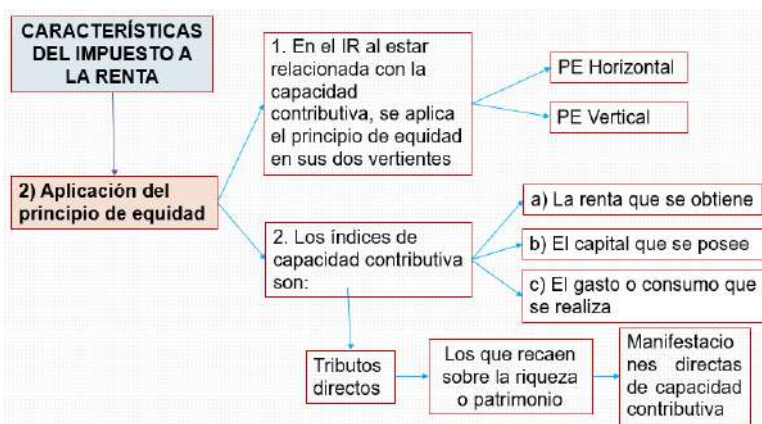 CARACTERÍSTICAS
DEL IMPUESTO A
LA RENTA
2) Aplicación del
principio de equidad
1. En el IR al estar
relacionada con la
capacidad
contributiva, se aplica
el principio de equidad
en sus dos vertientes
PE Horizontal
PE Vertical
2. Los índices de
capacidad contributiva
son:
a) La renta que se obtiene
b) El capital que se posee
c) El gasto o consumo que
se realiza
Tributos
directos
Los que recaen
sobre la riqueza
o patrimonio
Manifestacio
nes directas
de capacidad
contributiva